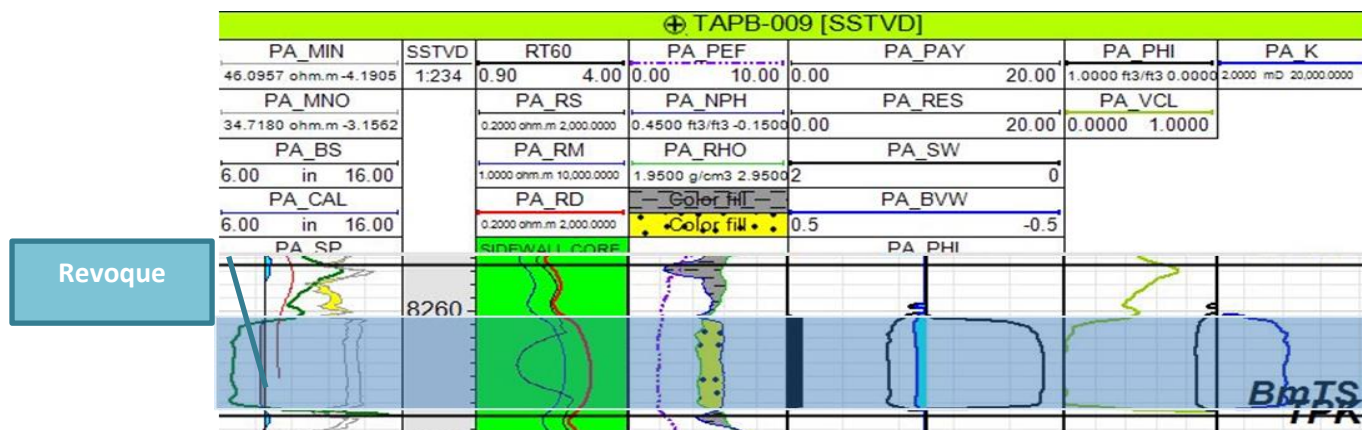 TAPB-009 [SSTVD]
PA_MIN SSTVD RT60 PA_PEF PA_PAY PA_PHI PA_K
46.0957 ohm.m -4.1905 1:234 0.90 4.00 0.00 10.00 0.00 20.00 1.0000 ft3/ft3 0.0000 2.0000 mD 20,000.0000
PA_MNO PA_RS PA_NPH PA_RES PA_VCL
34.7180 ohm.m -3.1562 0.2000 ohm.m 2,000.0000 0.4500 ft3/ft3 -0.1500 0.00 20.00 0.0000 1.0000
PA_BS PA_RM PA_RHO PA_SW
6.00 in 16.00 1.0000 ohm.m 10,000.0000 1.9500 g/cm3 2.9500 2 0
PA_CAL PA_RD Color fill PA_BVW
6.00 in 16.00 0.2000 ohm.m 2,000.0000 Color fill 0.5 -0.5
PA_SP SIDEWALL CORE PA_PHI
Revoque
8260
BmTS
TPK